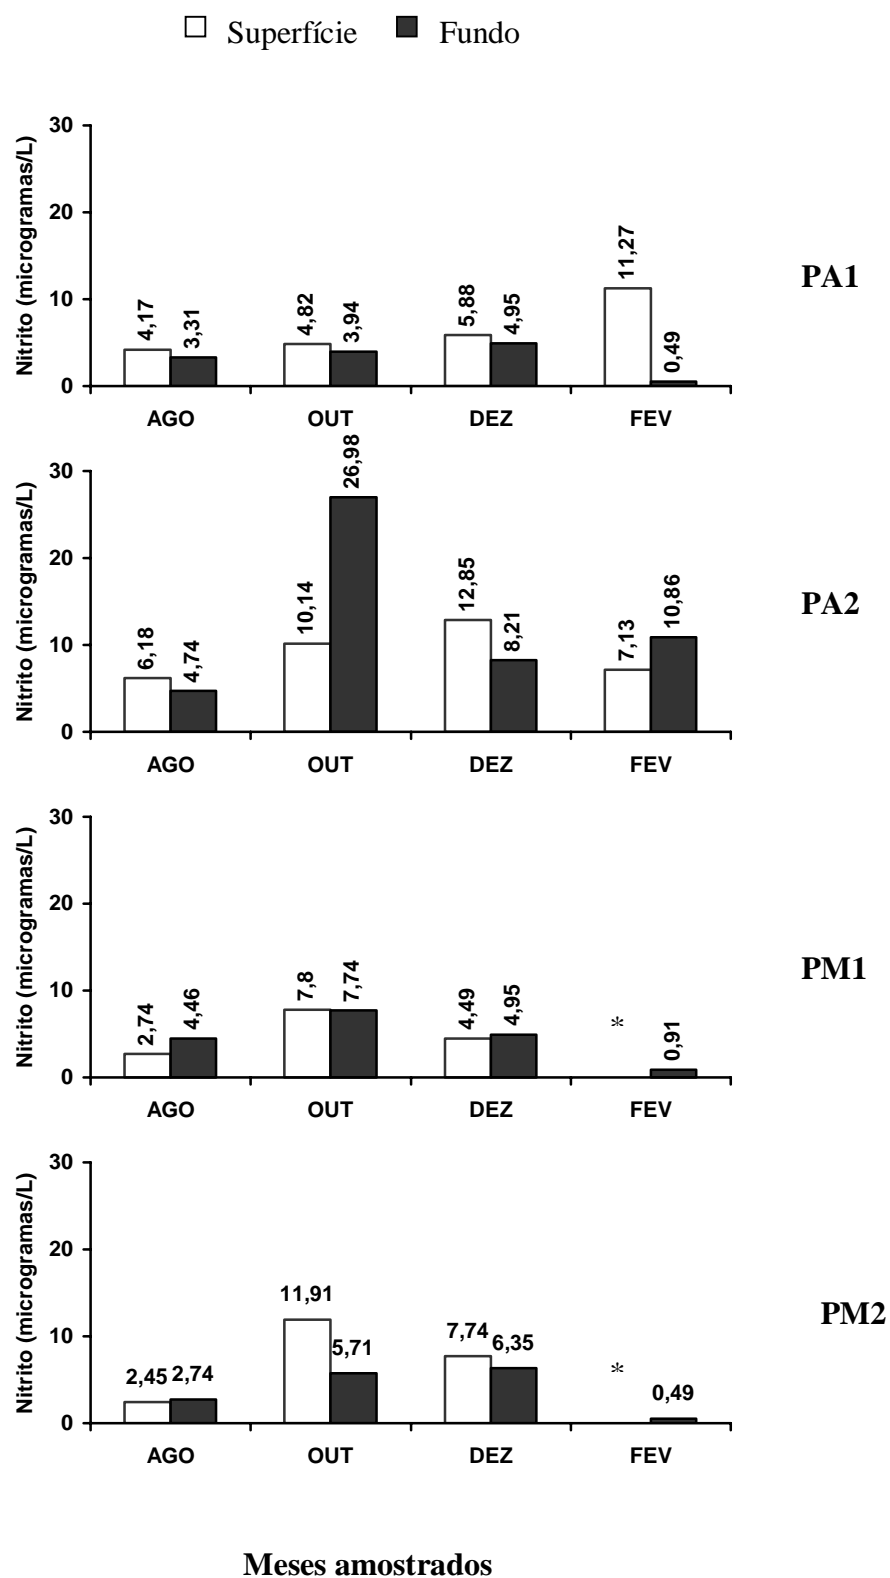 Superfície Fundo
Nitrito (microgramas/L)
30
20
10
0
4,17 3,31 4,82 3,94 5,88 4,95 11,27 0,49
AGO OUT DEZ FEV
PA1
Nitrito (microgramas/L)
30
20
10
0
6,18 4,74 10,14 26,98 12,85 8,21 7,13 10,86
AGO OUT DEZ FEV
PA2
Nitrito (microgramas/L)
30
20
10
0
2,74 4,46 7,8 7,74 4,49 4,95 * 0,91
AGO OUT DEZ FEV
PM1
Nitrito (microgramas/L)
30
20
10
0
2,45 2,74 11,91 5,71 7,74 6,35 * 0,49
AGO OUT DEZ FEV
PM2
Meses amostrados